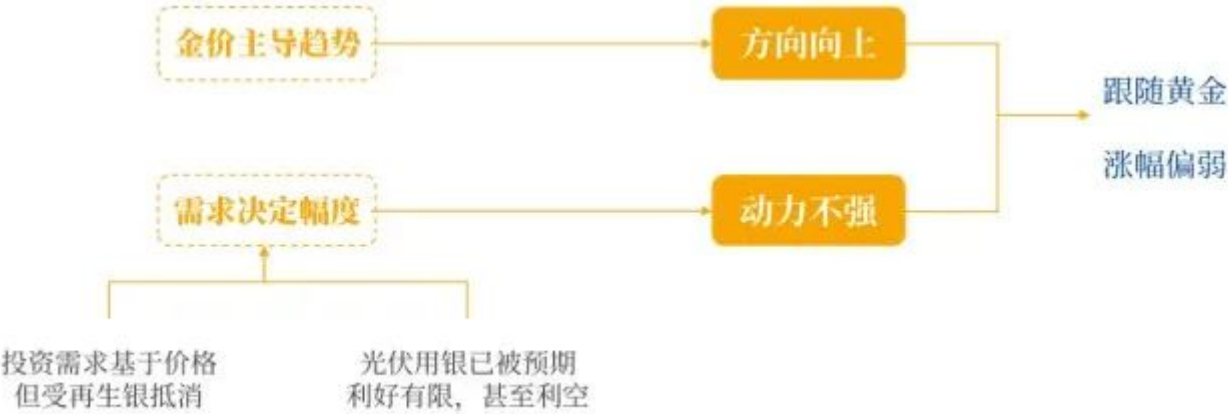 金价主导趋势
方向向上
跟随黄金
涨幅偏弱
需求决定幅度
动力不强
投资需求基于价格
但受再生银抵消
光伏用银已被预期
利好有限，甚至利空